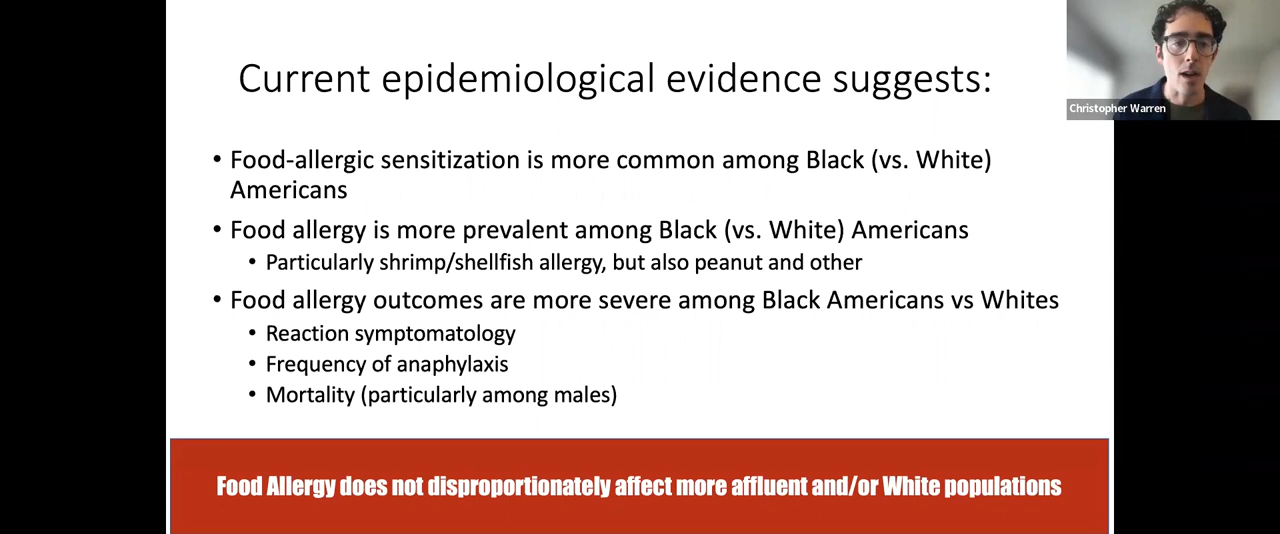 Current epidemiological evidence suggests:
Christopher Warren
• Food-allergic sensitization is more common among Black (vs. White)
Americans
• Food allergy is more prevalent among Black (vs. White) Americans
• Particularly shrimp/shellfish allergy, but also peanut and other
• Food allergy outcomes are more severe among Black Americans vs Whites
• Reaction symptomatology
• Frequency of anaphylaxis
• Mortality (particularly among males)
Food Allergy does not disproportionately affect more affluent and/or White populations